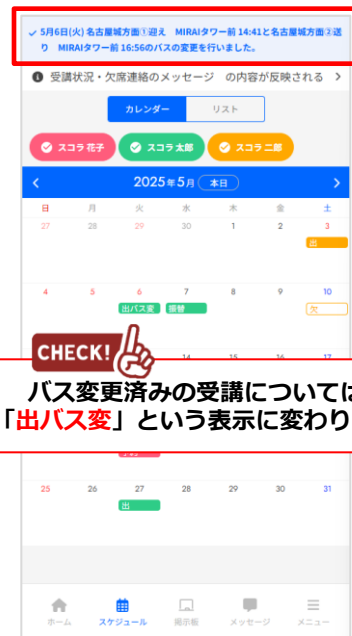 5月6日(火) 名古屋城方面①迎え MIRAIタワー前 14:41と名古屋城方面②送
り MIRAIタワー前 16:56のバスの変更を行いました。
受講状況・欠席連絡のメッセージ の内容が反映される
カレンダー リスト
スコラ 花子 スコラ 太郎 スコラ 二郎
2025年5月 本日
日 月 火 水 木 金 土
27 28 29 30 1 2 3
出
4 5 6 7 8 9 10
出バス変 振替 欠
CHECK!
14 15 16 17
バス変更済みの受講については
「出バス変」という表示に変わり
25 26 27 28 29 30 31
出
ホーム スケジュール 掲示板 メッセージ メニュー